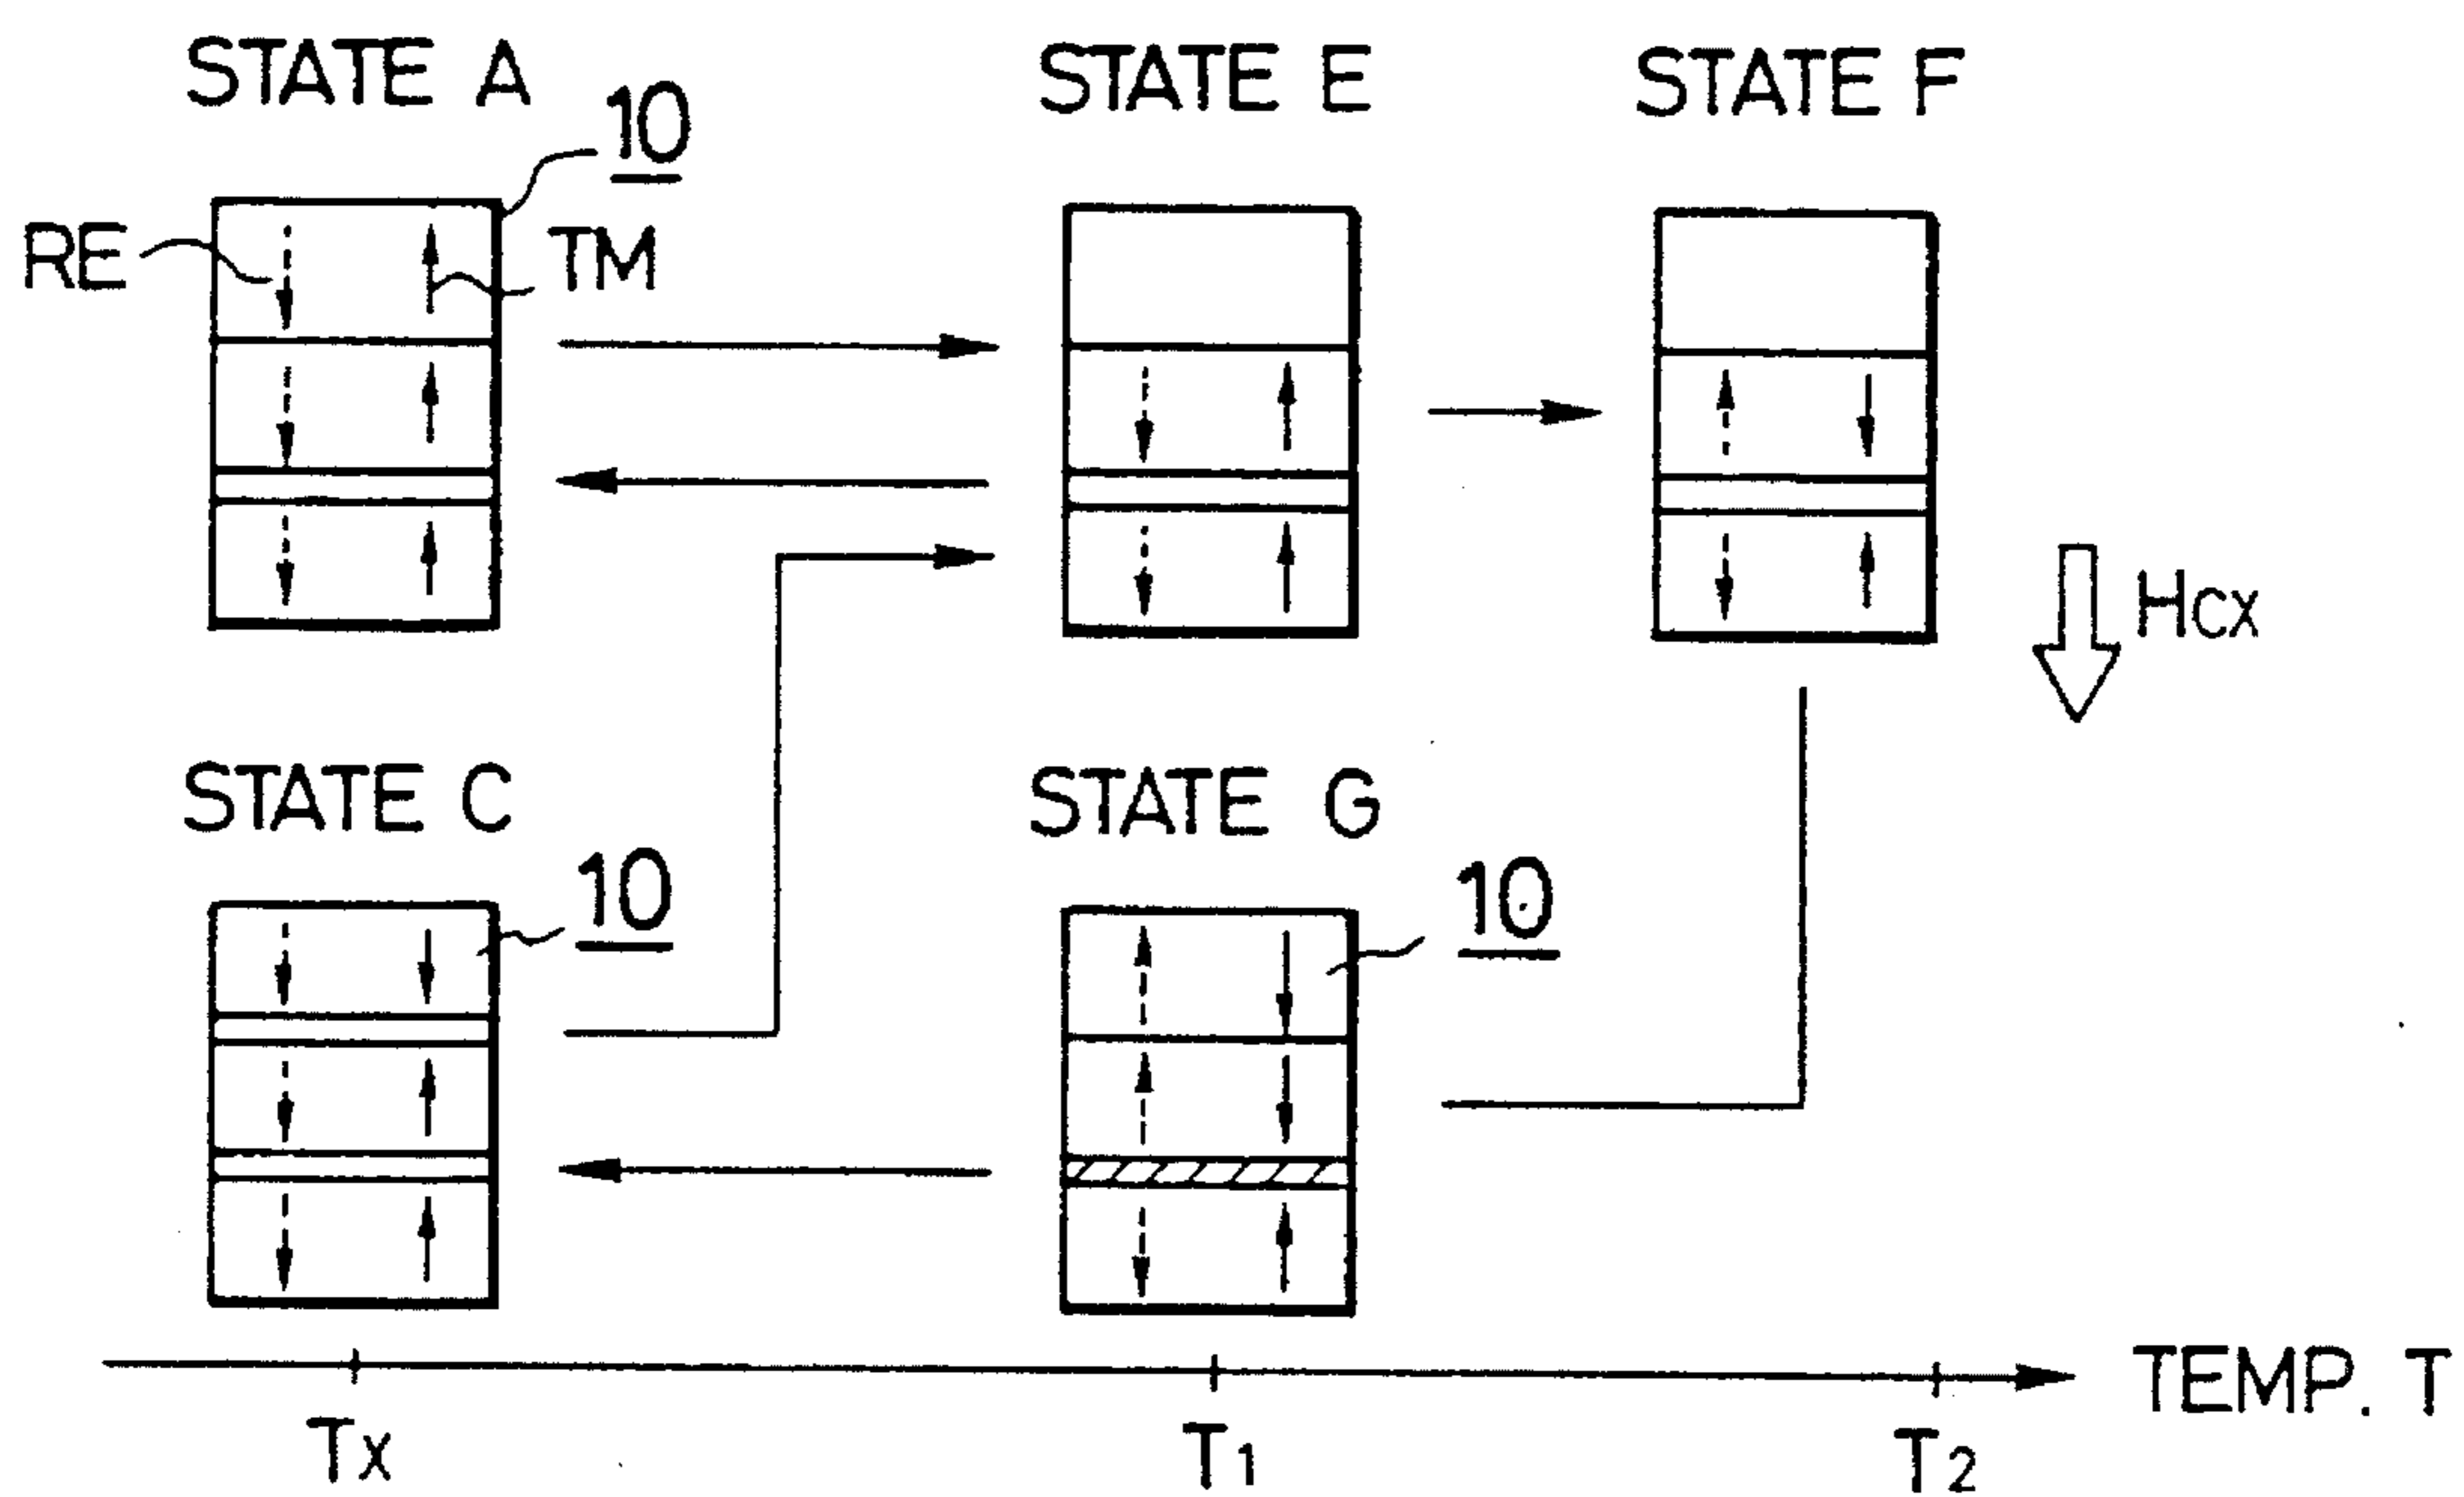 STATE A
STATE E
STATE F
10
RE
TM
HCX
STATE C
STATE G
10
10
TEMP. T
TX
T1
T2